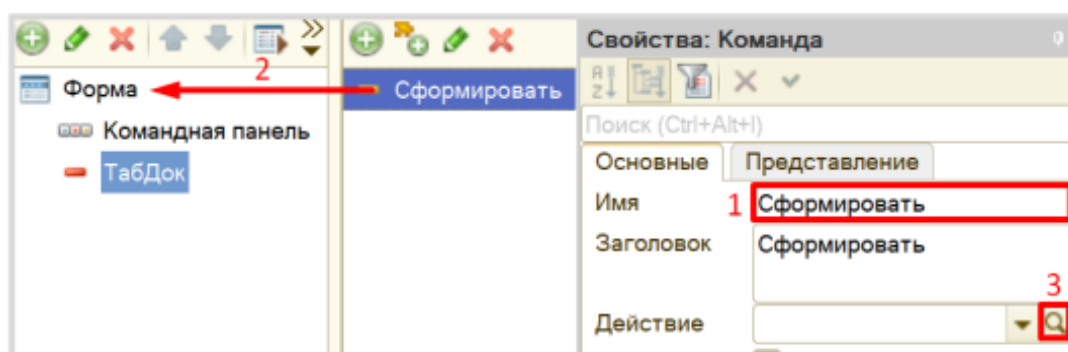 Форма
Командная панель
ТабДок
2
Сформировать
Свойства: Команда
Поиск (Ctrl+Alt+I)
Основные Представление
Имя 1 Сформировать
Заголовок Сформировать
3
Действие